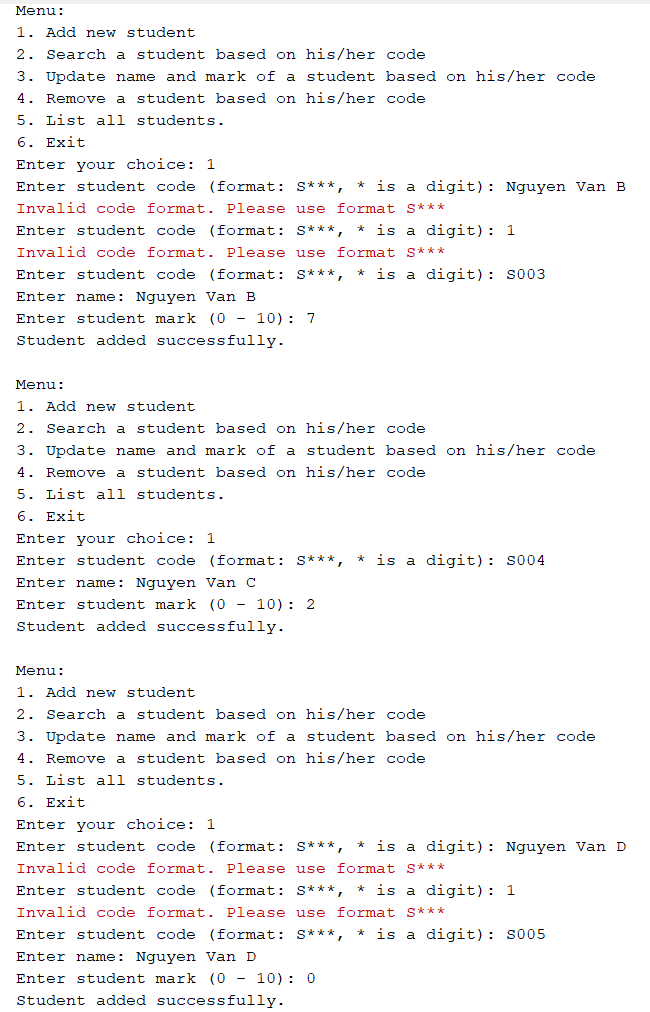 Menu:
1. Add new student
2. Search a student based on his/her code
3. Update name and mark of a student based on his/her code
4. Remove a student based on his/her code
5. List all students.
6. Exit
Enter your choice: 1
Enter student code (format: S***, * is a digit): Nguyen Van B
Invalid code format. Please use format S***
Enter student code (format: S***, * is a digit): 1
Invalid code format. Please use format S***
Enter student code (format: S***, * is a digit): S003
Enter name: Nguyen Van B
Enter student mark (0 - 10): 7
Student added successfully.

Menu:
1. Add new student
2. Search a student based on his/her code
3. Update name and mark of a student based on his/her code
4. Remove a student based on his/her code
5. List all students.
6. Exit
Enter your choice: 1
Enter student code (format: S***, * is a digit): S004
Enter name: Nguyen Van C
Enter student mark (0 - 10): 2
Student added successfully.

Menu:
1. Add new student
2. Search a student based on his/her code
3. Update name and mark of a student based on his/her code
4. Remove a student based on his/her code
5. List all students.
6. Exit
Enter your choice: 1
Enter student code (format: S***, * is a digit): Nguyen Van D
Invalid code format. Please use format S***
Enter student code (format: S***, * is a digit): 1
Invalid code format. Please use format S***
Enter student code (format: S***, * is a digit): S005
Enter name: Nguyen Van D
Enter student mark (0 - 10): 0
Student added successfully.